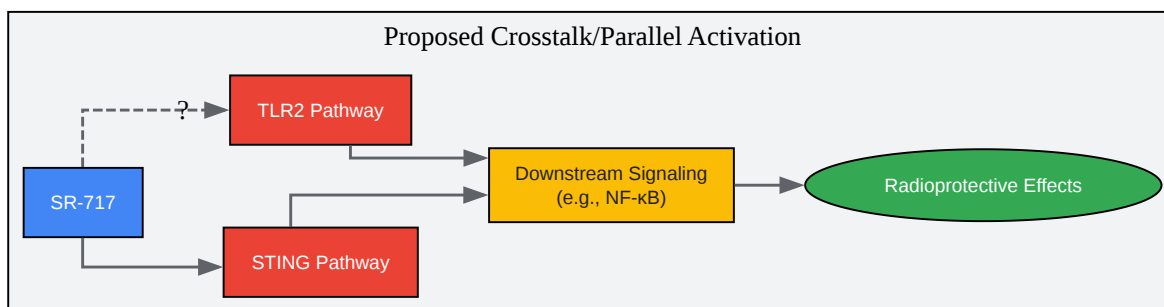 Proposed Crosstalk/Parallel Activation
?
TLR2 Pathway
SR-717
STING Pathway
Downstream Signaling
(e.g., NF-κB)
Radioprotective Effects